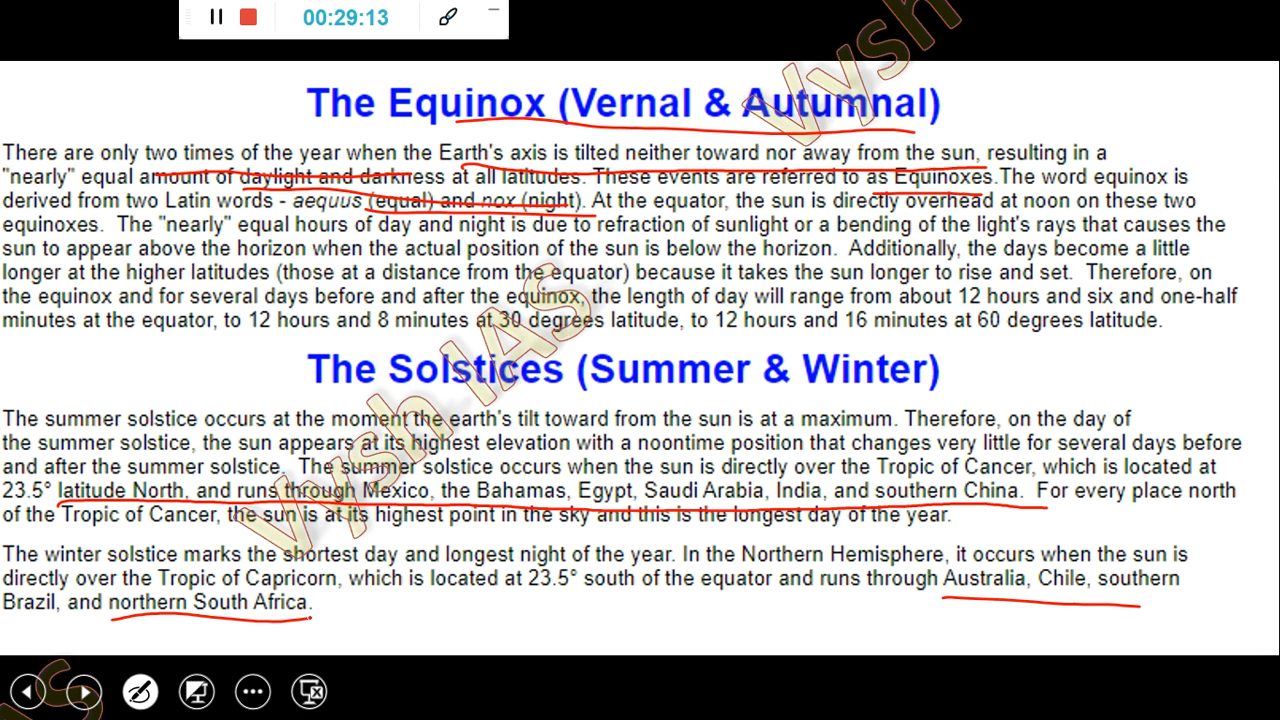 00:29:13
The Equinox (Vernal & Autumnal)
There are only two times of the year when the Earth's axis is tilted neither toward nor away from the sun, resulting in a
"nearly" equal amount of daylight and darkness at all latitudes. These events are referred to as Equinoxes.The word equinox is
derived from two Latin words - aequus (equal) and nox (night). At the equator, the sun is directly overhead at noon on these two
equinoxes. The "nearly" equal hours of day and night is due to refraction of sunlight or a bending of the light's rays that causes the
sun to appear above the horizon when the actual position of the sun is below the horizon. Additionally, the days become a little
longer at the higher latitudes (those at a distance from the equator) because it takes the sun longer to rise and set. Therefore, on
the equinox and for several days before and after the equinox, the length of day will range from about 12 hours and six and one-half
minutes at the equator, to 12 hours and 8 minutes at 30 degrees latitude, to 12 hours and 16 minutes at 60 degrees latitude.
The Solstices (Summer & Winter)
The summer solstice occurs at the moment the earth's tilt toward from the sun is at a maximum. Therefore, on the day of
the summer solstice, the sun appears at its highest elevation with a noontime position that changes very little for several days before
and after the summer solstice. The summer solstice occurs when the sun is directly over the Tropic of Cancer, which is located at
23.5° latitude North, and runs through Mexico, the Bahamas, Egypt, Saudi Arabia, India, and southern China. For every place north
of the Tropic of Cancer, the sun is at its highest point in the sky and this is the longest day of the year.
The winter solstice marks the shortest day and longest night of the year. In the Northern Hemisphere, it occurs when the sun is
directly over the Tropic of Capricorn, which is located at 23.5° south of the equator and runs through Australia, Chile, southern
Brazil, and northern South Africa.
Vysh IAS
Vysh
AS